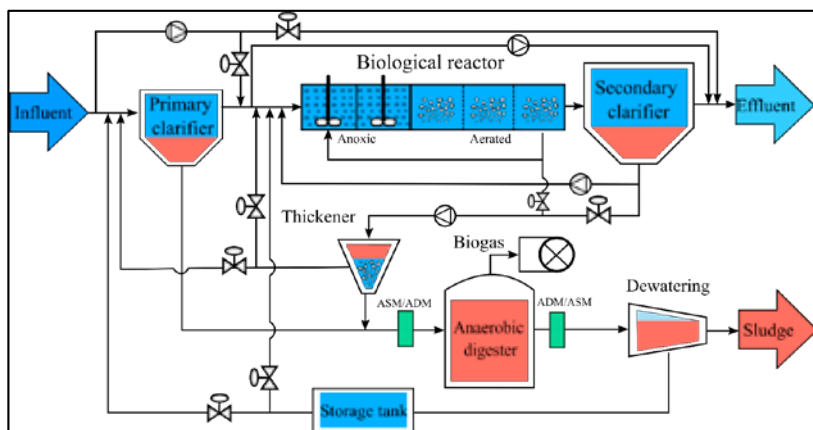 Biological reactor
Influent
Primary
clarifier
Anoxic
Aerated
Secondary
clarifier
Effluent
Thickener
Biogas
ASM/ADM
ADM/ASM
Dewatering
Anaerobic
digester
Sludge
Storage tank